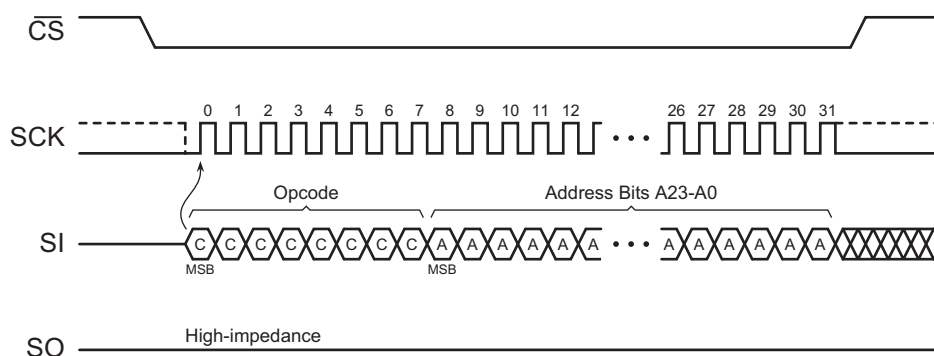 CS
SCK
0 1 2 3 4 5 6 7 8 9 10 11 12 26 27 28 29 30 31
Opcode Address Bits A23-A0
SI
C C C C C C C C A A A A A A A A A A A A
MSB MSB
High-impedance
SO